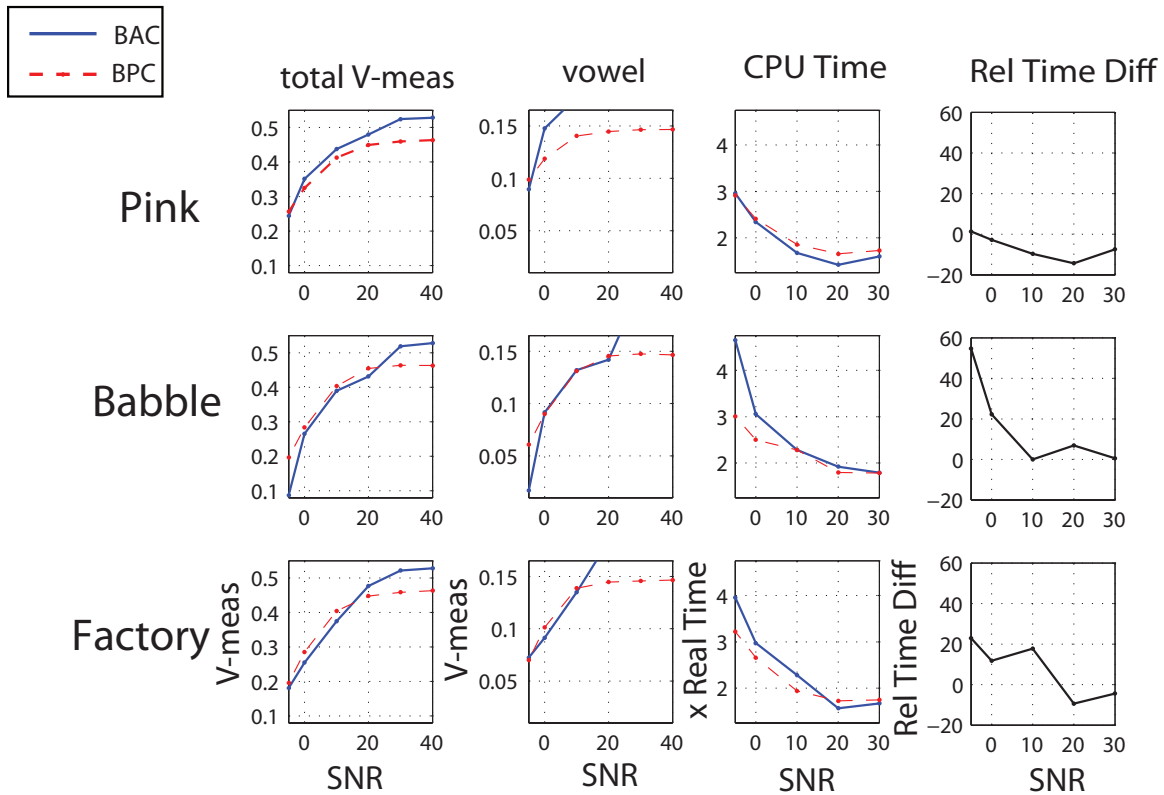 BAC
BPC
total V-meas
vowel
CPU Time
Rel Time Diff
Pink
0.5
0.4
0.3
0.2
0.1
0 20 40
0.15
0.1
0.05
0 20 40
4
3
2
0 10 20 30
60
40
20
0
−20
0 10 20 30
Babble
0.5
0.4
0.3
0.2
0.1
0 20 40
0.15
0.1
0.05
0 20 40
4
3
2
0 10 20 30
60
40
20
0
−20
0 10 20 30
Factory
V-meas
0.5
0.4
0.3
0.2
0.1
0 20 40
SNR
V-meas
0.15
0.1
0.05
0 20 40
SNR
x Real Time
4
3
2
0 10 20 30
SNR
Rel Time Diff
60
40
20
0
−20
0 10 20 30
SNR